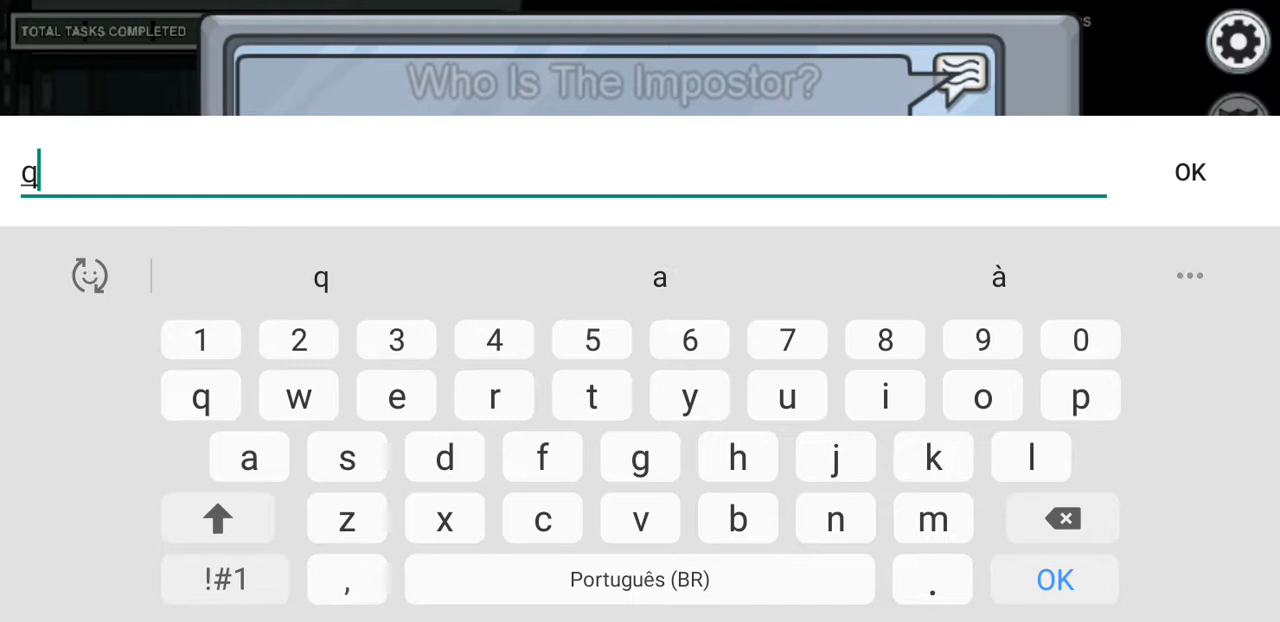 TOTAL TASKS COMPLETED
s
Who Is The Impostor?
q
OK
q a à
1 2 3 4 5 6 7 8 9 0
q w e r t y u i o p
a s d f g h j k l
z x c v b n m
!#1 , Português (BR) . OK